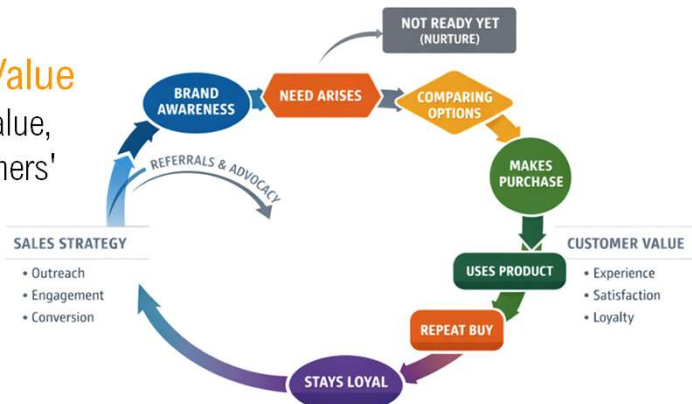 NOT READY YET
(NURTURE)
Value
alue,
ners'
BRAND
AWARENESS
NEED ARISES
COMPARING
OPTIONS
REFERRALS & ADVOCACY
MAKES
PURCHASE
SALES STRATEGY
• Outreach
• Engagement
• Conversion
CUSTOMER VALUE
• Experience
• Satisfaction
• Loyalty
USES PRODUCT
REPEAT BUY
STAYS LOYAL